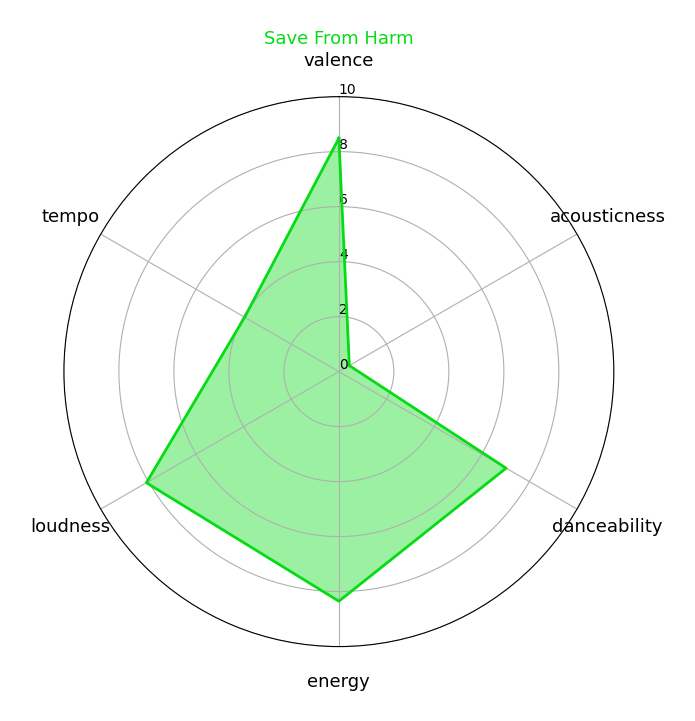 Save From Harm
valence
10
8
tempo
6
acousticness
4
2
0
loudness
danceability
energy